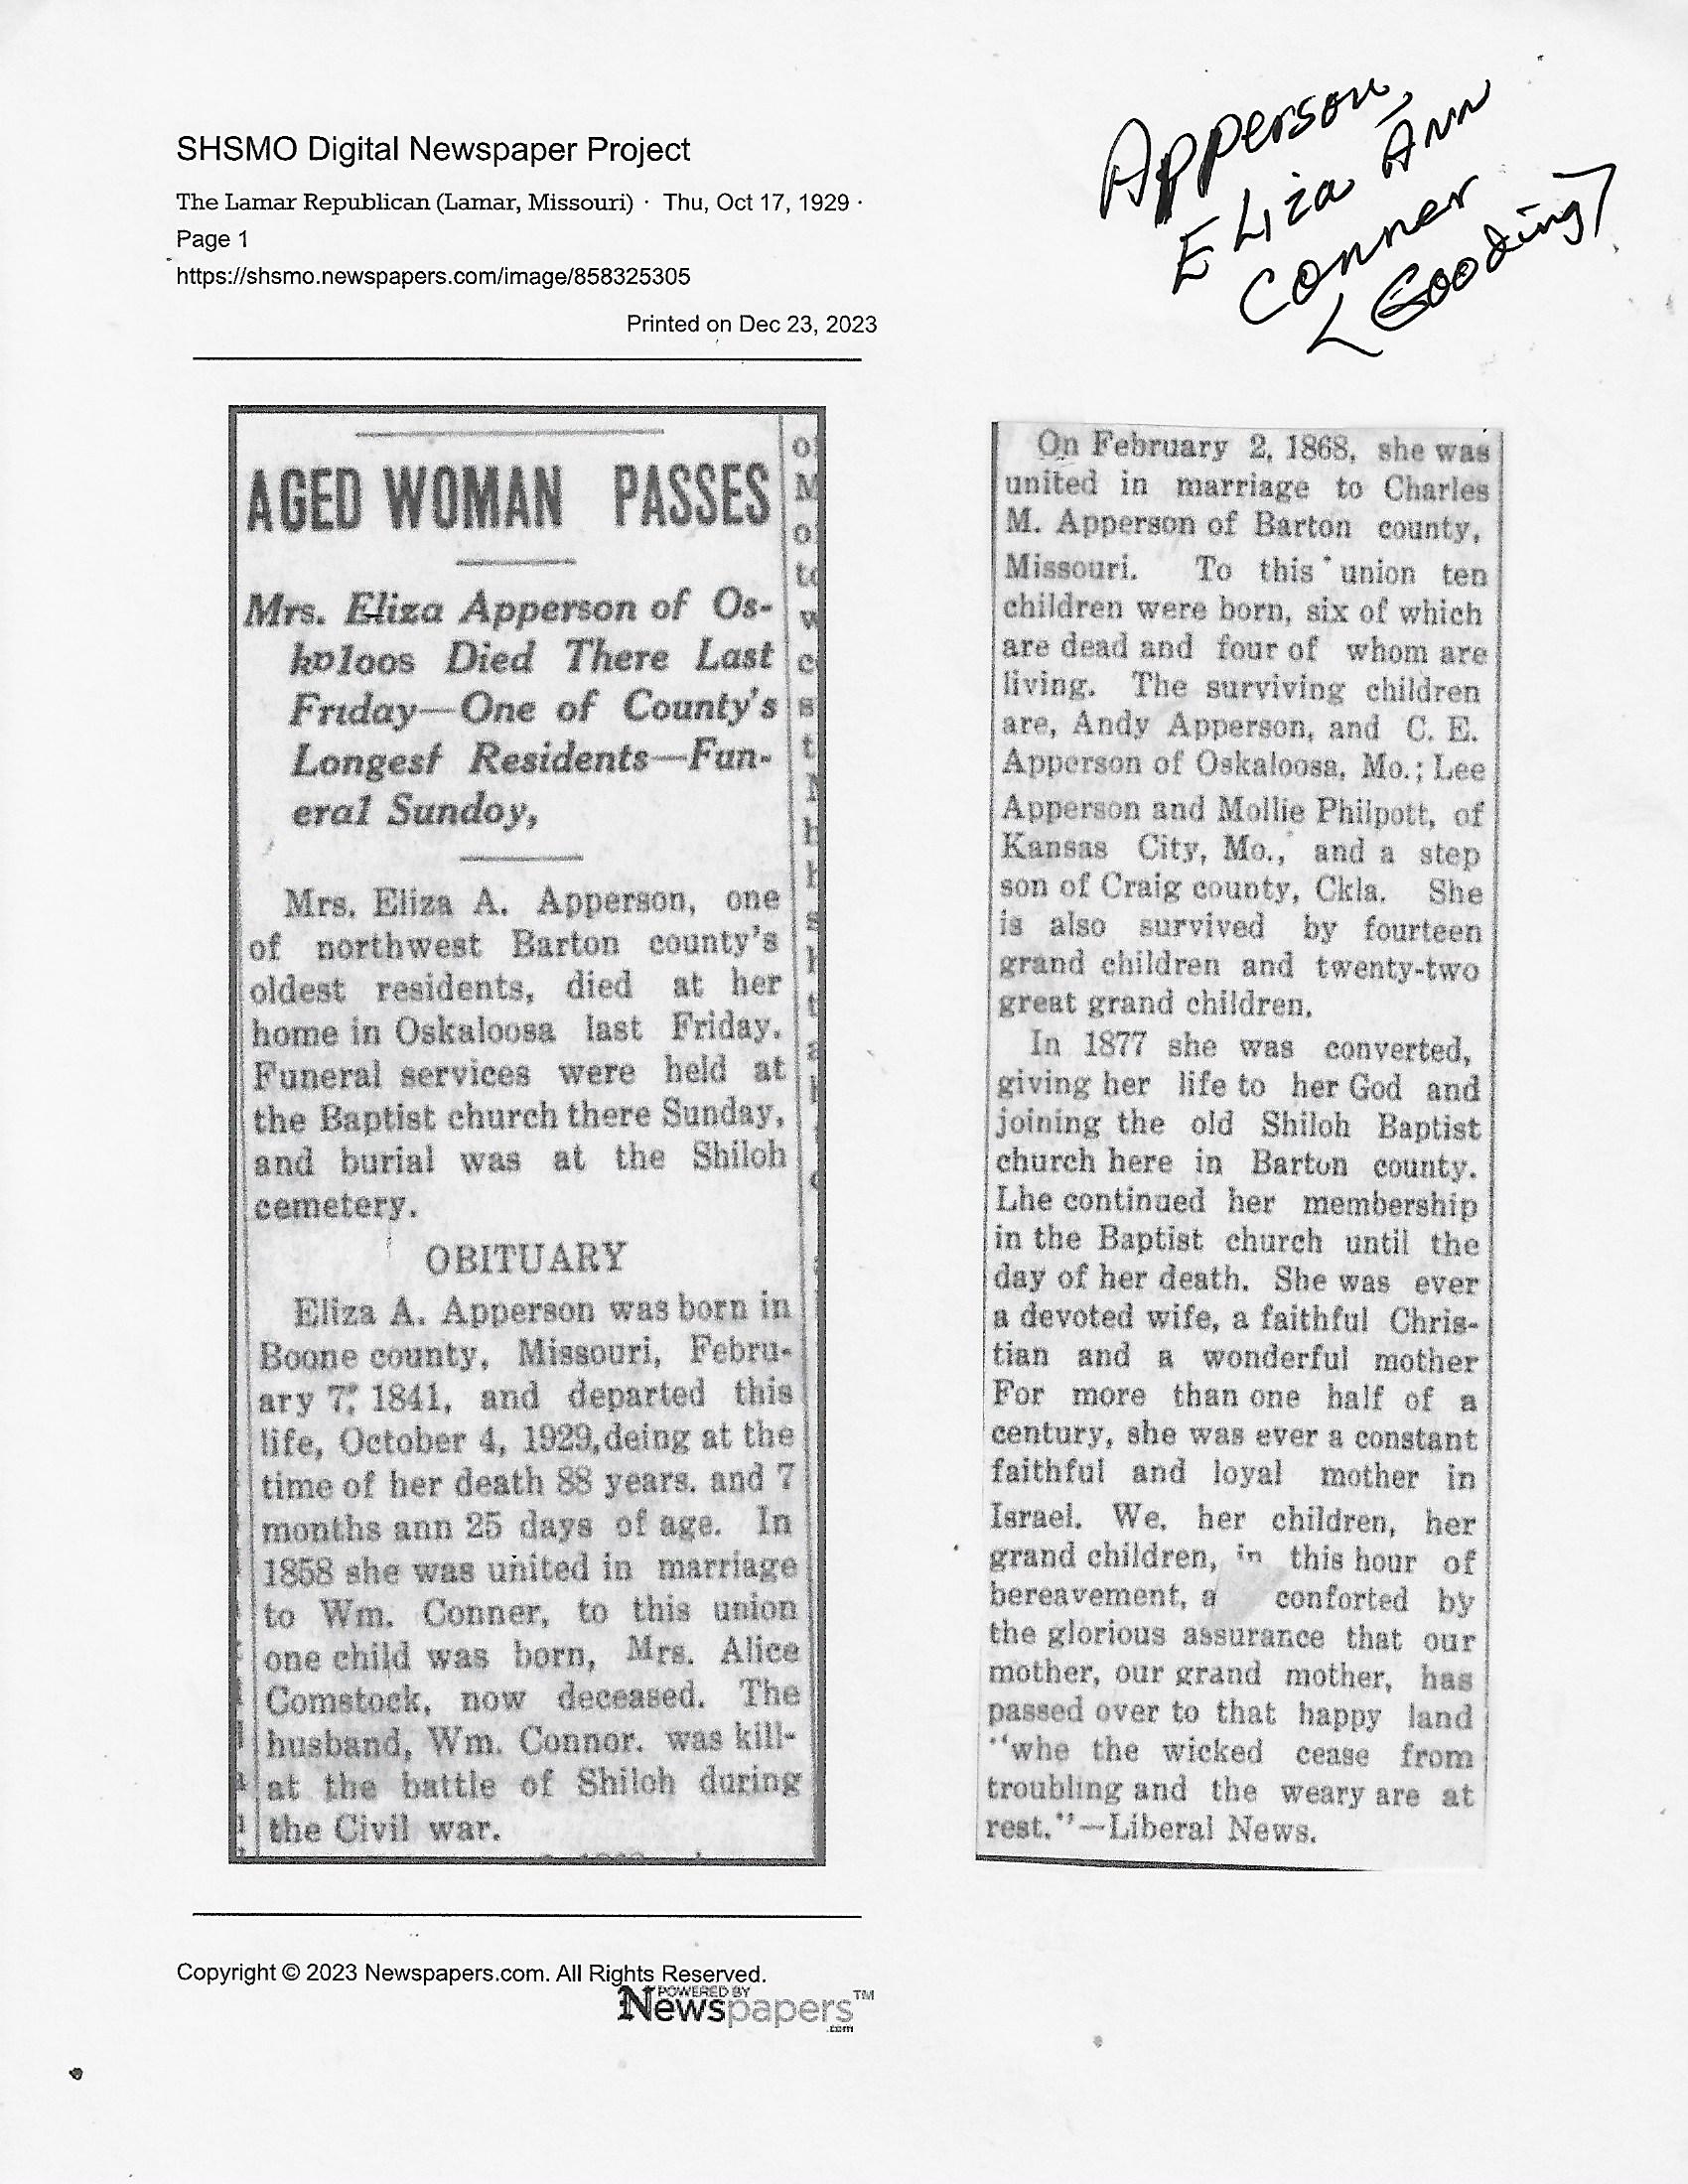 SHSMO Digital Newspaper Project
The Lamar Republican (Lamar, Missouri) · Thu, Oct 17, 1929 ·
Page 1
https://shsmo.newspapers.com/image/858325305
Printed on Dec 23, 2023
Apperson,
Eliza Ann
Conner
<Gooding>
AGED WOMAN PASSES
Mrs. Eliza Apperson of Os-
koloos Died There Last
Friday—One of County's
Longest Residents—Fun-
eral Sundoy,
Mrs. Eliza A. Apperson, one
of northwest Barton county's
oldest residents, died at her
home in Oskaloosa last Friday.
Funeral services were held at
the Baptist church there Sunday,
and burial was at the Shiloh
cemetery.
OBITUARY
Eliza A. Apperson was born in
Boone county, Missouri, Febru-
ary 7, 1841, and departed this
life, October 4, 1929, deing at the
time of her death 88 years. and 7
months ann 25 days of age. In
1858 she was united in marriage
to Wm. Conner, to this union
one child was born, Mrs. Alice
Comstock, now deceased. The
husband, Wm. Connor. was kill-
at the battle of Shiloh during
the Civil war.
On February 2, 1868, she was
united in marriage to Charles
M. Apperson of Barton county,
Missouri. To this union ten
children were born, six of which
are dead and four of whom are
living. The surviving children
are, Andy Apperson, and C. E.
Apperson of Oskaloosa, Mo.; Lee
Apperson and Mollie Philpott, of
Kansas City, Mo., and a step
son of Craig county, Ckla. She
is also survived by fourteen
grand children and twenty-two
great grand children.
In 1877 she was converted,
giving her life to her God and
joining the old Shiloh Baptist
church here in Barton county.
Lhe continued her membership
in the Baptist church until the
day of her death. She was ever
a devoted wife, a faithful Chris-
tian and a wonderful mother
For more than one half of a
century, she was ever a constant
faithful and loyal mother in
Israel. We, her children, her
grand children, in this hour of
bereavement, a conforted by
the glorious assurance that our
mother, our grand mother, has
passed over to that happy land
"whe the wicked cease from
troubling and the weary are at
rest."—Liberal News.
Copyright © 2023 Newspapers.com. All Rights Reserved.
POWERED BY
Newspapers™
.com